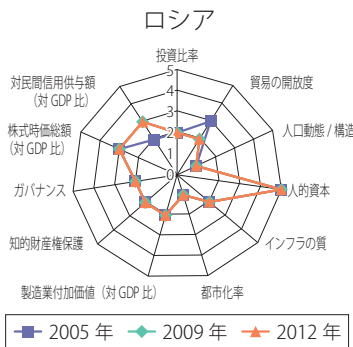 ロシア
投資比率
貿易の開放度
人口動態 / 構造
人的資本
インフラの質
都市化率
製造業付加価値（対 GDP 比）
知的財産権保護
ガバナンス
株式時価総額
（対 GDP 比）
対民間信用供与額
（対 GDP 比）
5
4
3
2
1
0
2005 年 2009 年 2012 年